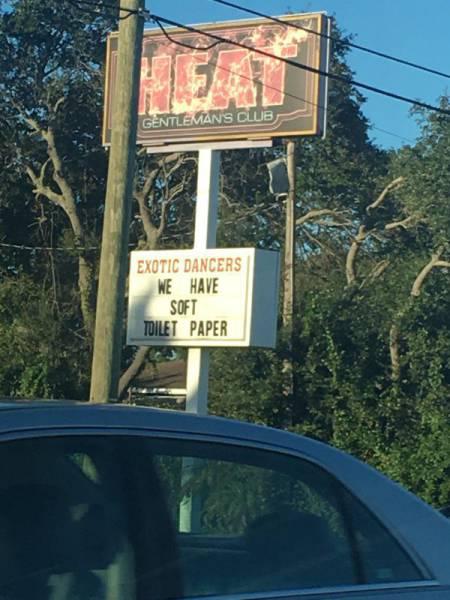 HEAT
GENTLEMAN'S CLUB
EXOTIC DANCERS
WE HAVE
SOFT
TOILET PAPER